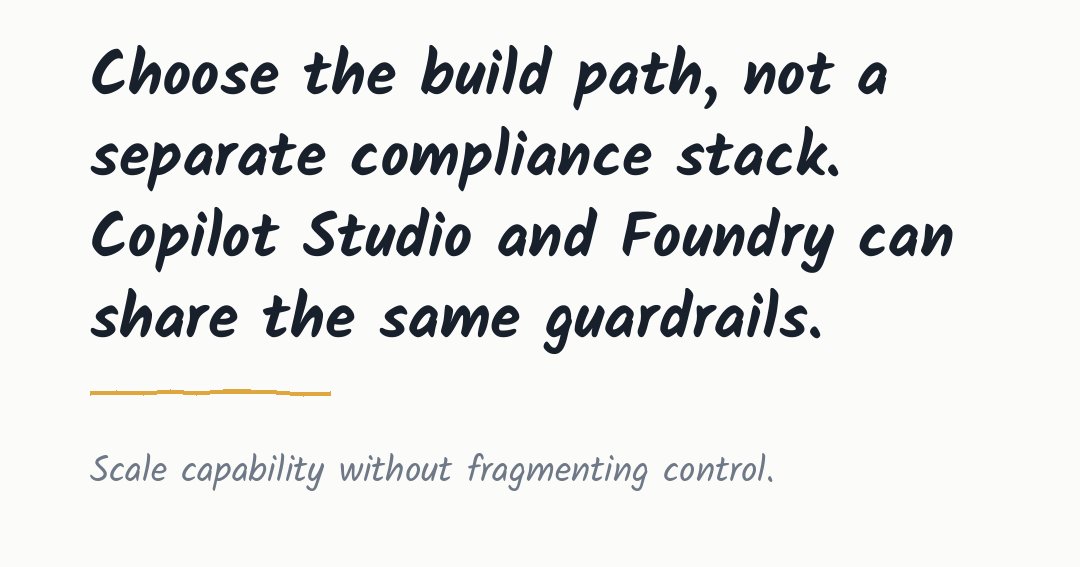 Choose the build path, not a
separate compliance stack.
Copilot Studio and Foundry can
share the same guardrails.
Scale capability without fragmenting control.